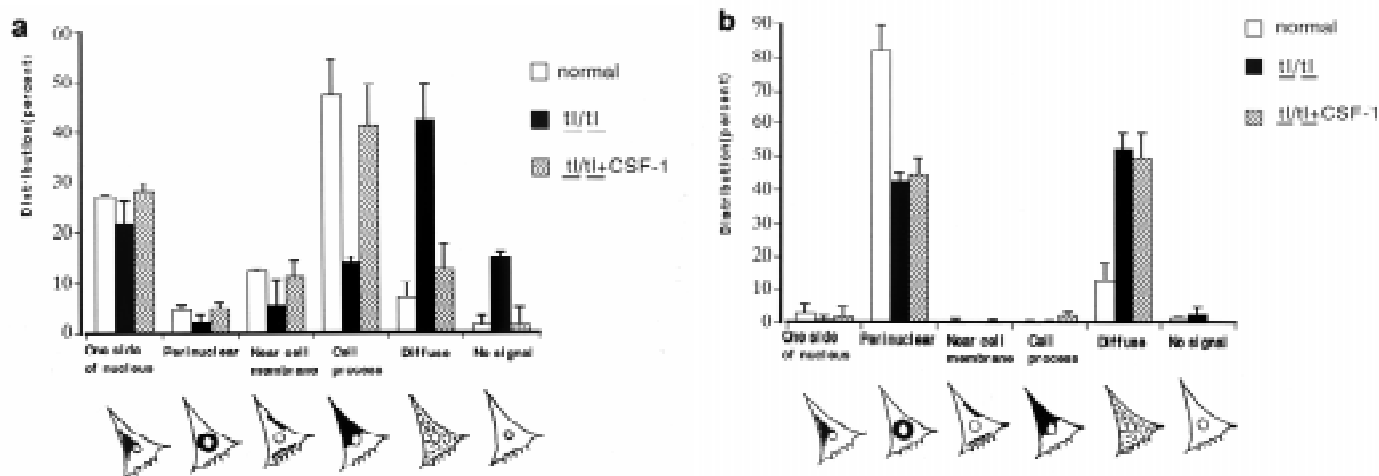 a
60
50
40
30
20
10
0
Distribution(percent)
normal
tl/tl
tl/tl+CSF-1
One side
of nucleus
Perinuclear
Near cell
membrane
Cell
process
Diffuse
No signal
b
90
80
70
60
50
40
30
20
10
0
Distribution(percent)
normal
tl/tl
tl/tl+CSF-1
One side
of nucleus
Perinuclear
Near cell
membrane
Cell
process
Diffuse
No signal